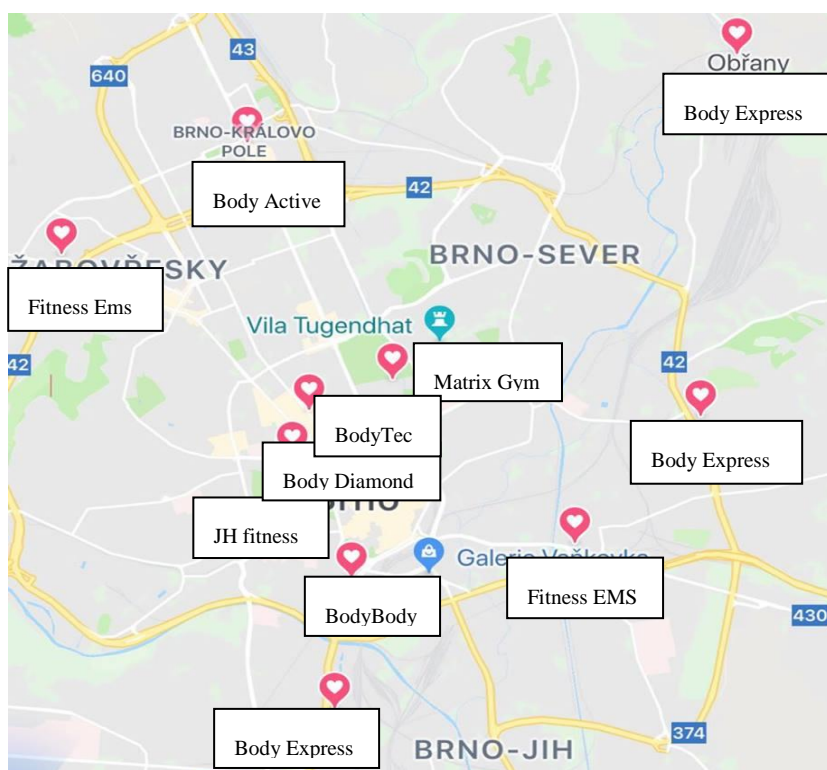 43
640
Obřany
Body Express
BRNO-KRÁLOVO
POLE
42
Body Active
BRNO-SEVER
Fitness Ems
Vila Tugendhat
42
42
Matrix Gym
BodyTec
Body Express
Body Diamond
JH fitness
Galerie Vaňkovka
Fitness EMS
BodyBody
430
374
Body Express
BRNO-JIH